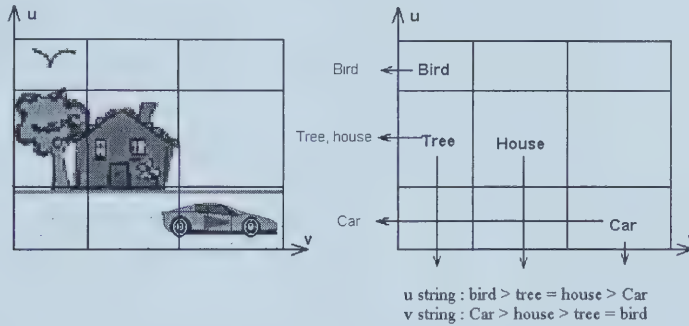 u
u
Bird
Bird
Tree, house
Tree
House
Car
Car
v
u string : bird > tree = house > Car
v string : Car > house > tree = bird